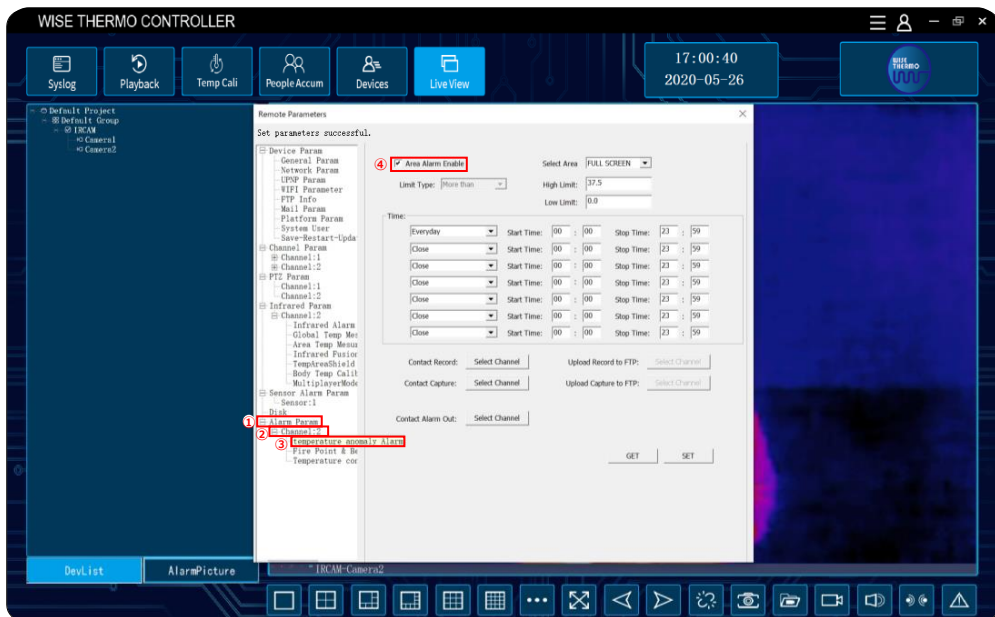 WISE THERMO CONTROLLER
Syslog
Playback
Temp Cali
People Accum
Devices
Live View
17:00:40
2020-05-26
WISE
THERMO
Default Project
Default Group
IRCAM
Camera1
Camera2
Remote Parameters
Set parameters successful.
Device Param
General Param
Network Param
UPNP Param
WIFI Parameter
FTP Info
Mail Param
Platform Param
System User
Save-Restart-Upda
Channel Param
Channel:1
Channel:2
PTZ Param
Channel:1
Channel:2
Infrared Param
Channel:2
Infrared Alarm
Global Temp Mes
Area Temp Mesu
Infrared Fusion
TempAreaShield
Body Temp Calib
MultiplayerMode
Sensor Alarm Param
Sensor:1
Disk
① Alarm Param
② Channel:2
③ temperature anomaly Alarm
Fire Point & Be
Temperature cor
④ Area Alarm Enable
Select Area FULL SCREEN
Limit Type: More than
High Limit: 37.5
Low Limit: 0.0
Time:
Everyday Start Time: 00 : 00 Stop Time: 23 : 59
Close Start Time: 00 : 00 Stop Time: 23 : 59
Close Start Time: 00 : 00 Stop Time: 23 : 59
Close Start Time: 00 : 00 Stop Time: 23 : 59
Close Start Time: 00 : 00 Stop Time: 23 : 59
Close Start Time: 00 : 00 Stop Time: 23 : 59
Close Start Time: 00 : 00 Stop Time: 23 : 59
Contact Record: Select Channel Upload Record to FTP: Select Channel
Contact Capture: Select Channel Upload Capture to FTP: Select Channel
Contact Alarm Out: Select Channel
GET SET
DevList
AlarmPicture
IRCAM-Camera2